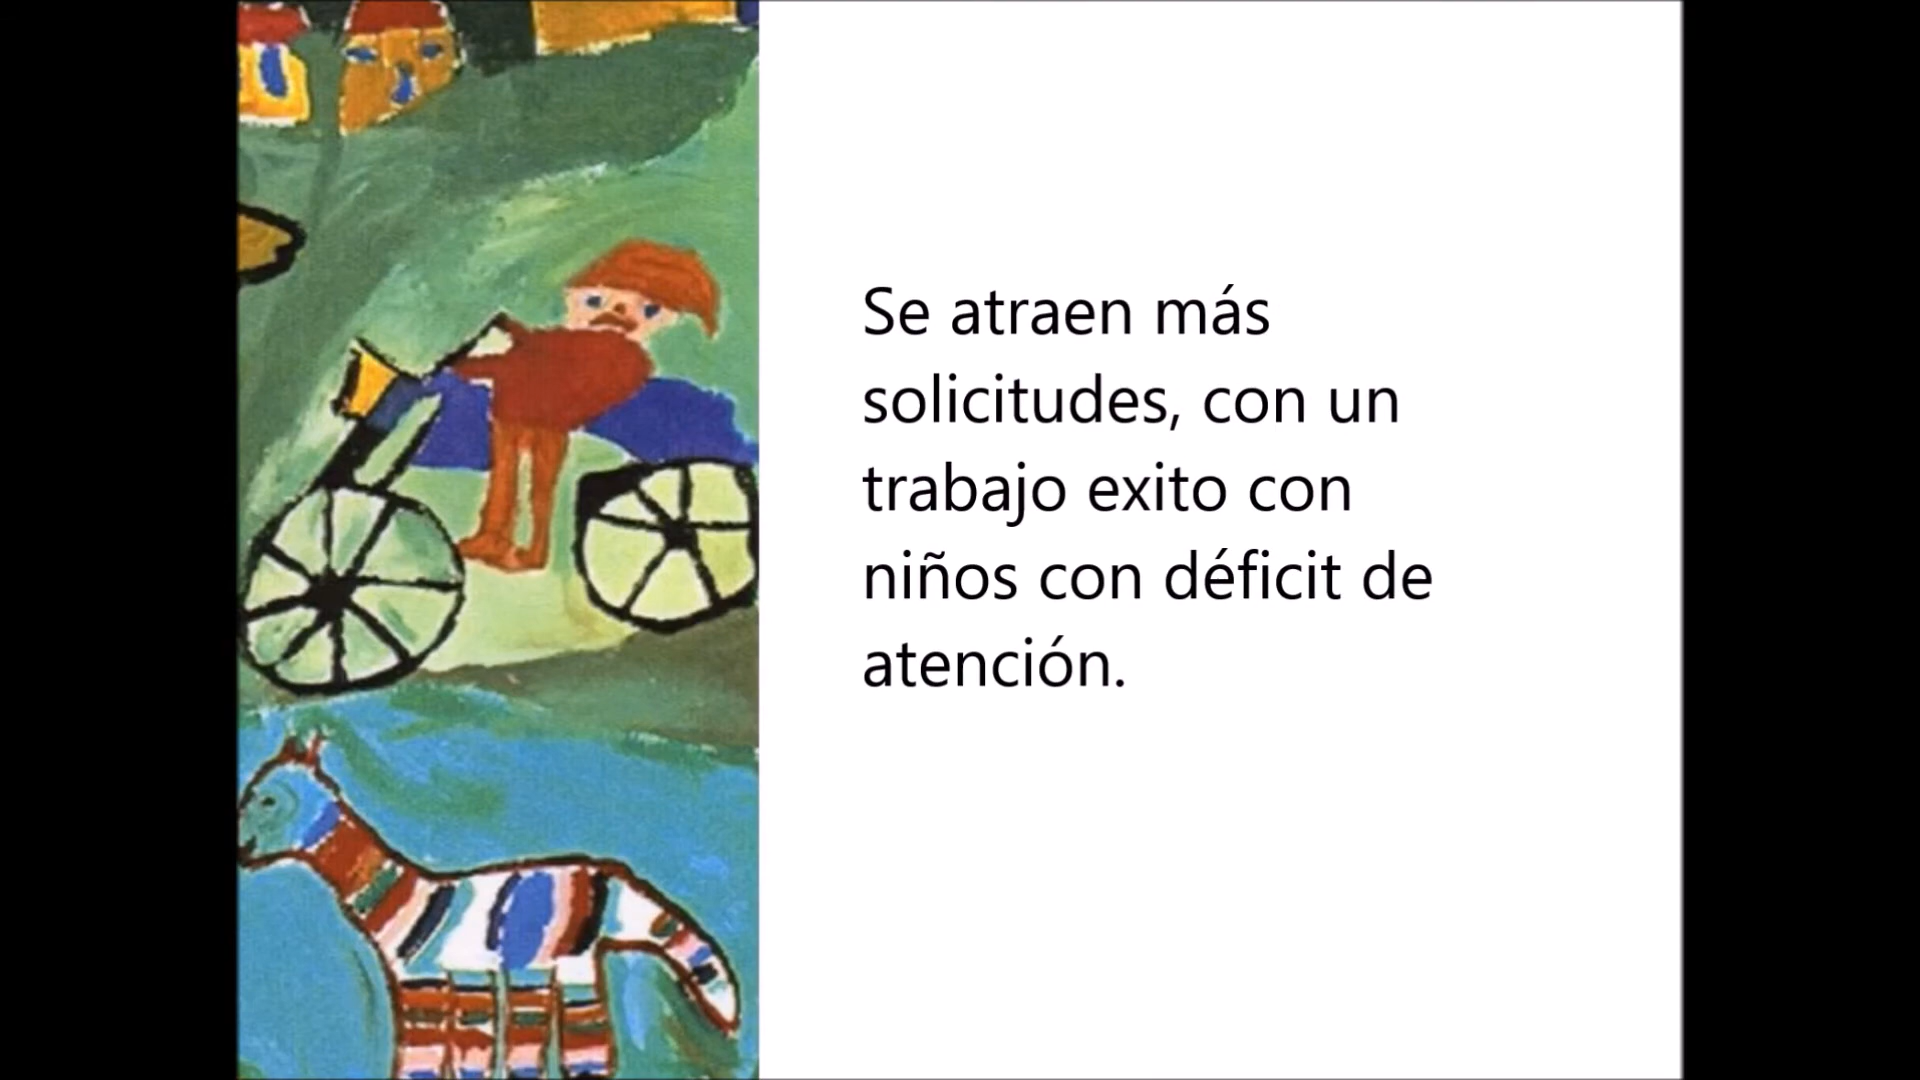 Se atraen más
solicitudes, con un
trabajo exito con
niños con déficit de
atención.